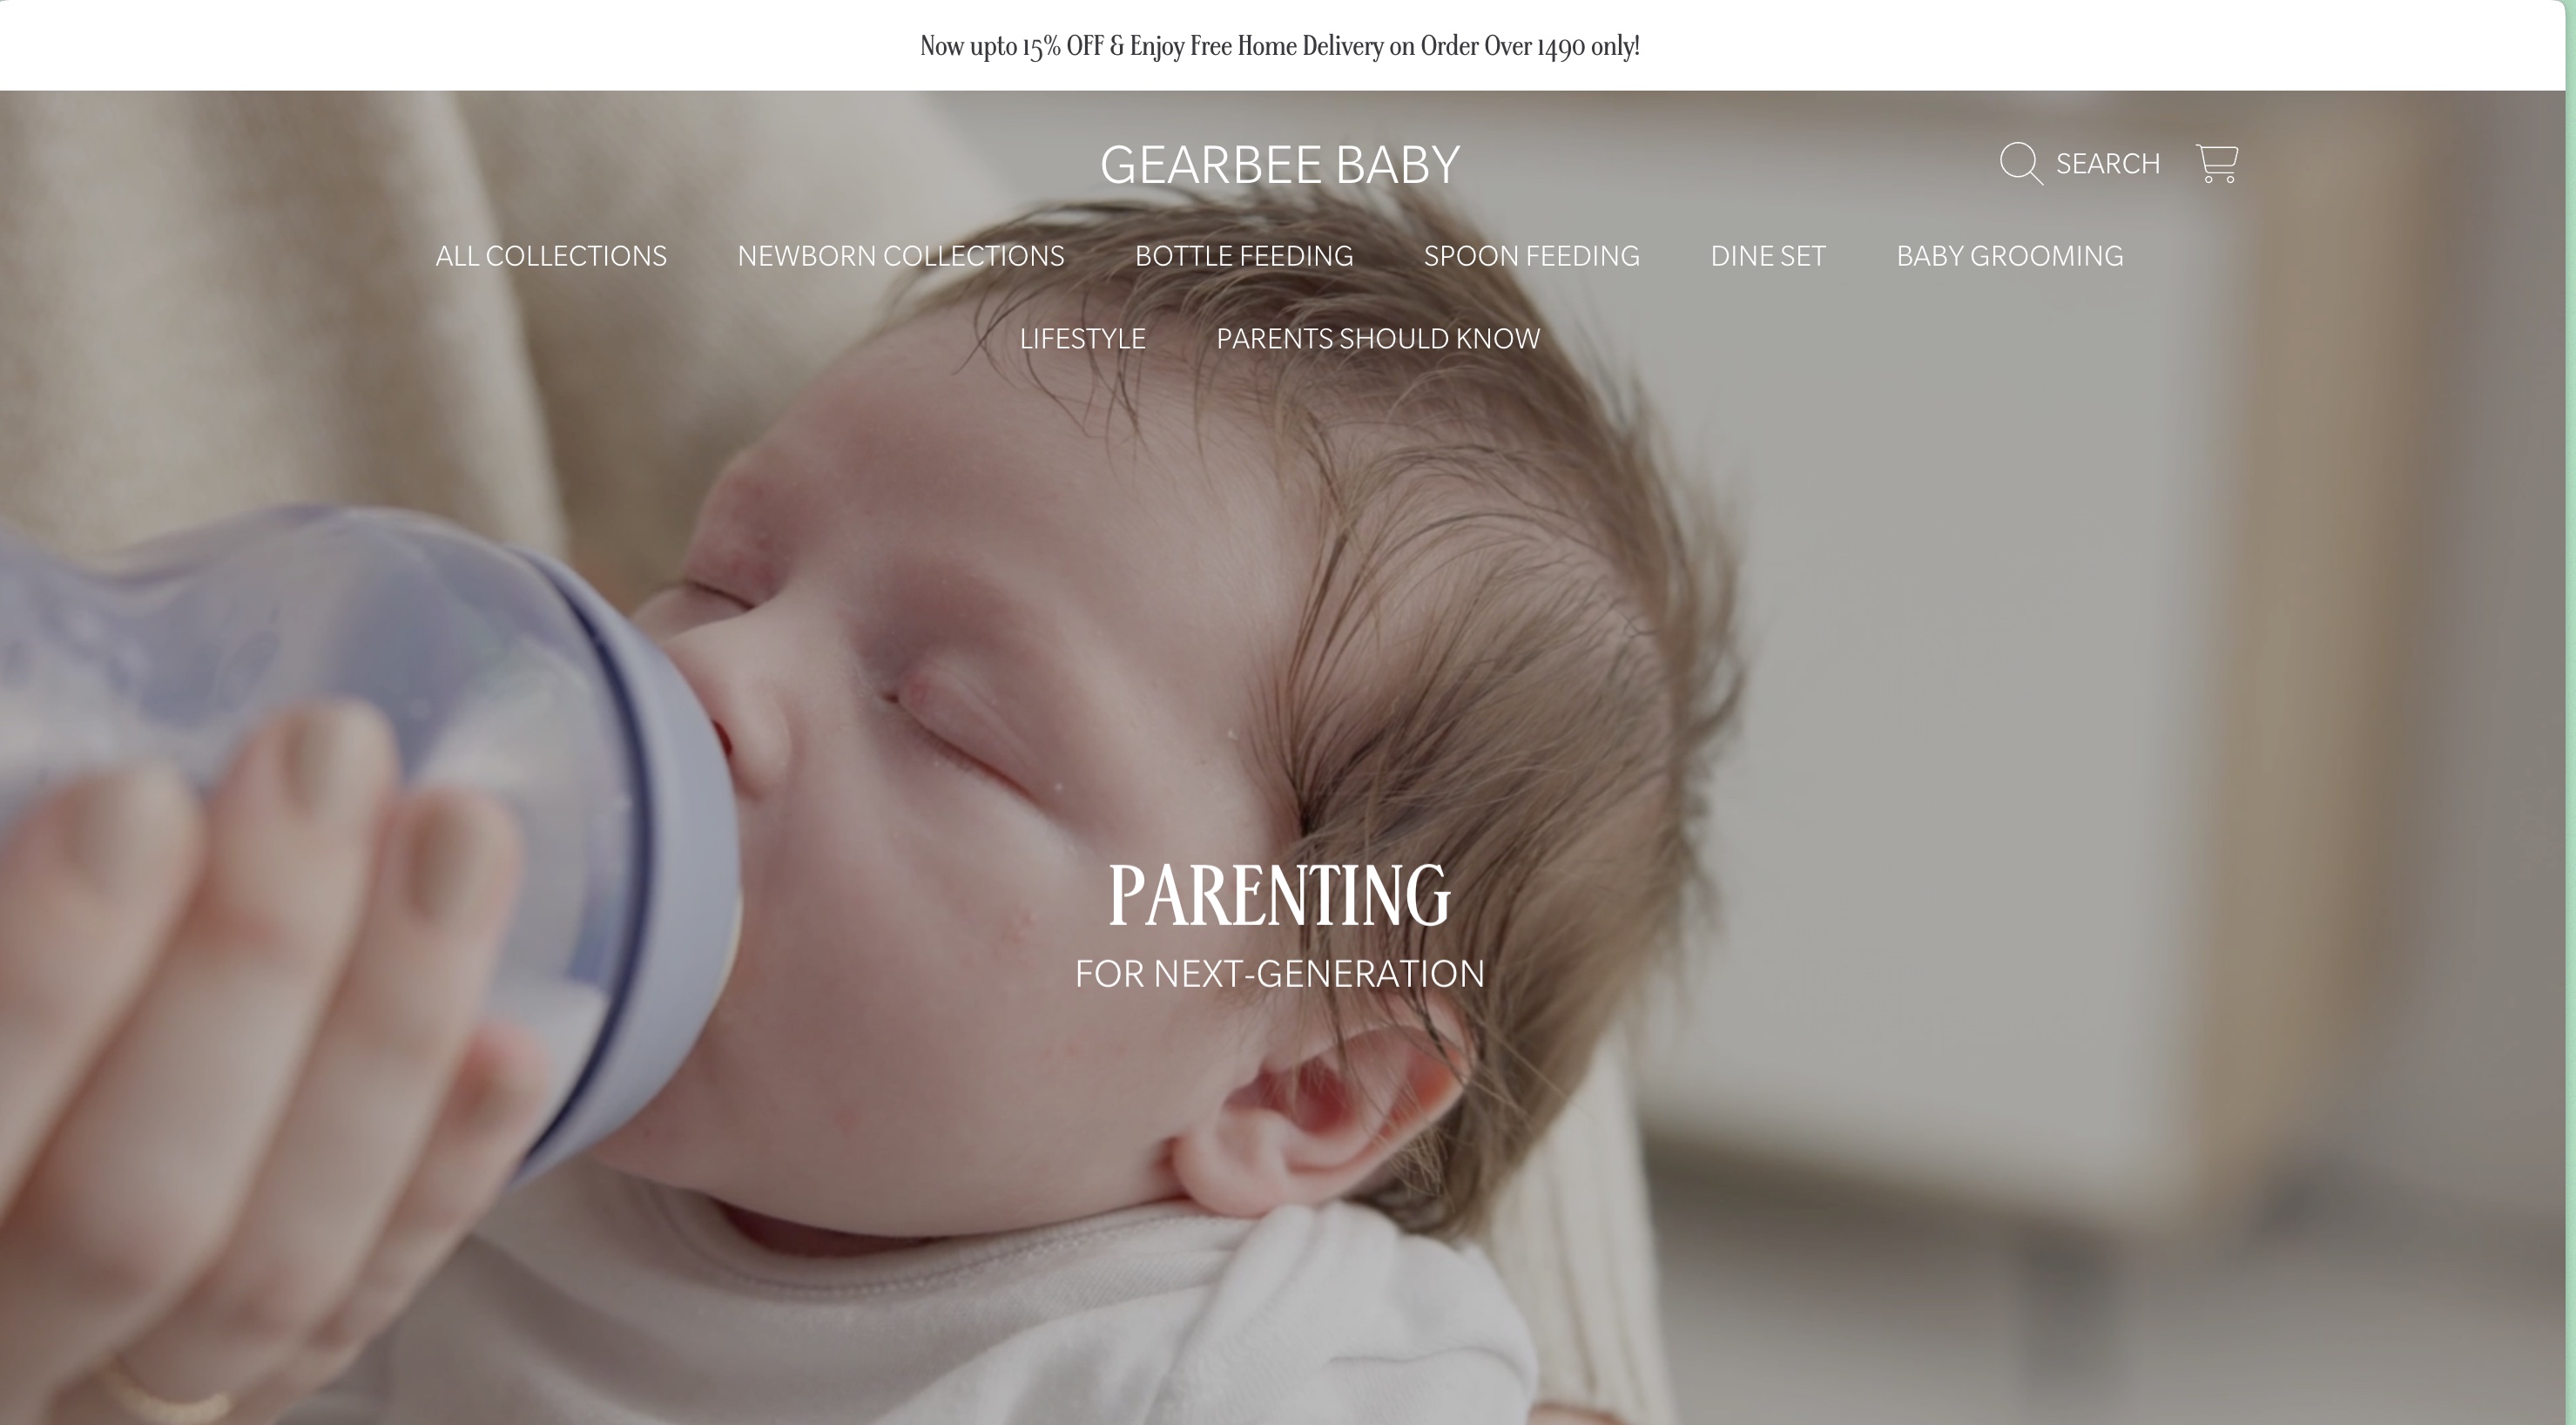 Now upto 15% OFF & Enjoy Free Home Delivery on Order Over 1490 only!
GEARBEE BABY
SEARCH
ALL COLLECTIONS NEWBORN COLLECTIONS BOTTLE FEEDING SPOON FEEDING DINE SET BABY GROOMING
LIFESTYLE PARENTS SHOULD KNOW
PARENTING
FOR NEXT-GENERATION